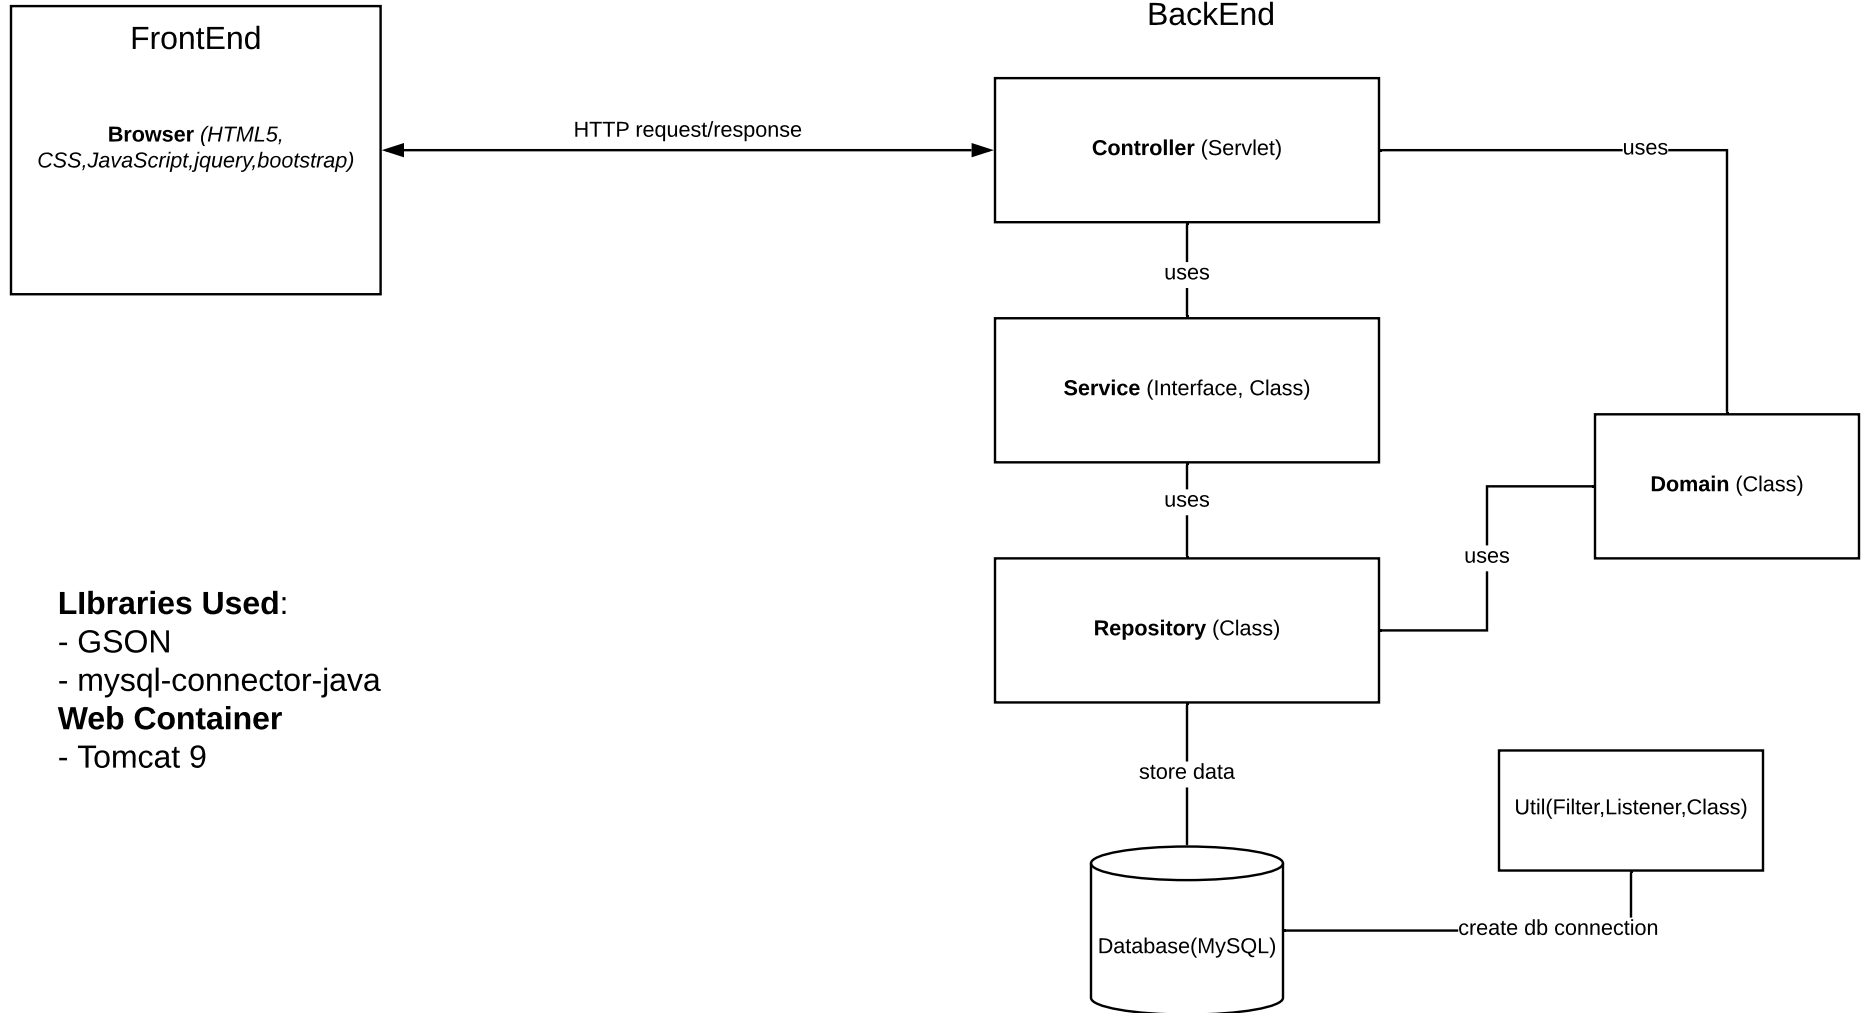 FrontEnd
Browser (HTML5,
CSS,JavaScript,jquery,bootstrap)
HTTP request/response
BackEnd
Controller (Servlet)
uses
uses
Service (Interface, Class)
uses
Domain (Class)
uses
Repository (Class)
store data
Util(Filter,Listener,Class)
create db connection
Database(MySQL)
LIbraries Used:
- GSON
- mysql-connector-java
Web Container
- Tomcat 9